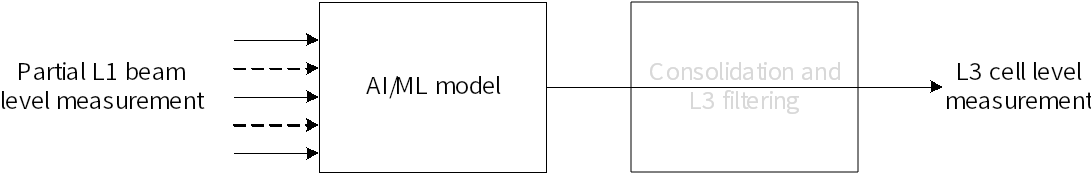 Partial L1 beam
level measurement
AI/ML model
Consolidation and
L3 filtering
L3 cell level
measurement